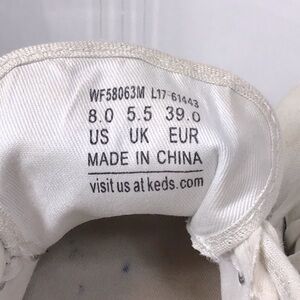 WF58063M L17-61443
8.0 5.5 39.0
US UK EUR
MADE IN CHINA
visit us at keds.com